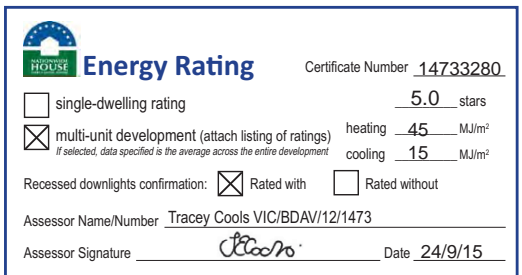 NATIONWIDE
HOUSE
Energy Rating
Certificate Number 14733280
single-dwelling rating
5.0 stars
multi-unit development (attach listing of ratings)
If selected, data specified is the average across the entire development
heating 45 MJ/m²
cooling 15 MJ/m²
Recessed downlights confirmation: Rated with Rated without
Assessor Name/Number Tracey Cools VIC/BDAV/12/1473
Assessor Signature
Date 24/9/15